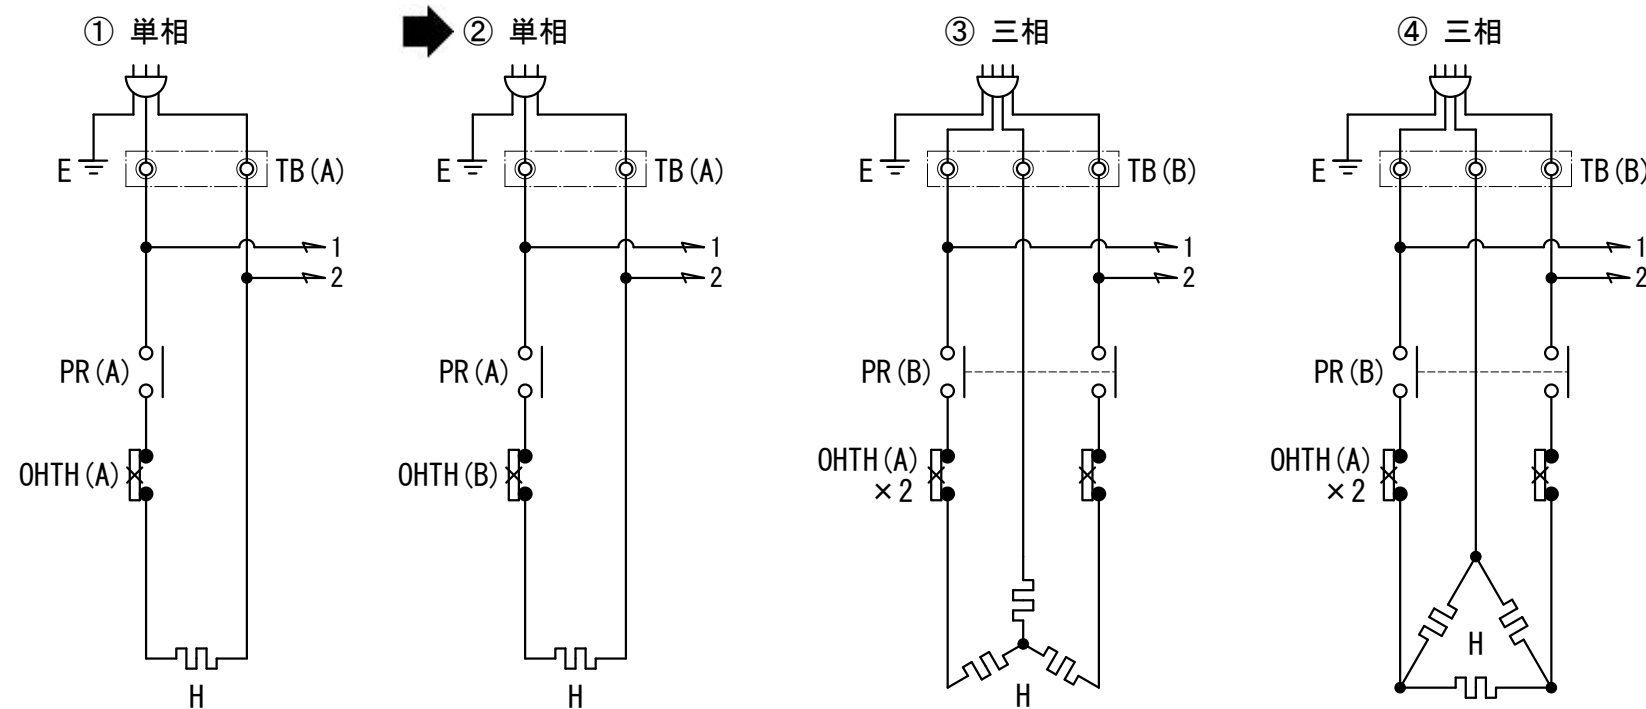 ① 単相
② 単相
③ 三相
④ 三相
E
TB(A)
E
TB(A)
E
TB(B)
E
TB(B)
1
1
1
1
2
2
2
2
PR(A)
PR(A)
PR(B)
PR(B)
OHTH(A)
OHTH(B)
OHTH(A)
×2
OHTH(A)
×2
H
H
H
H